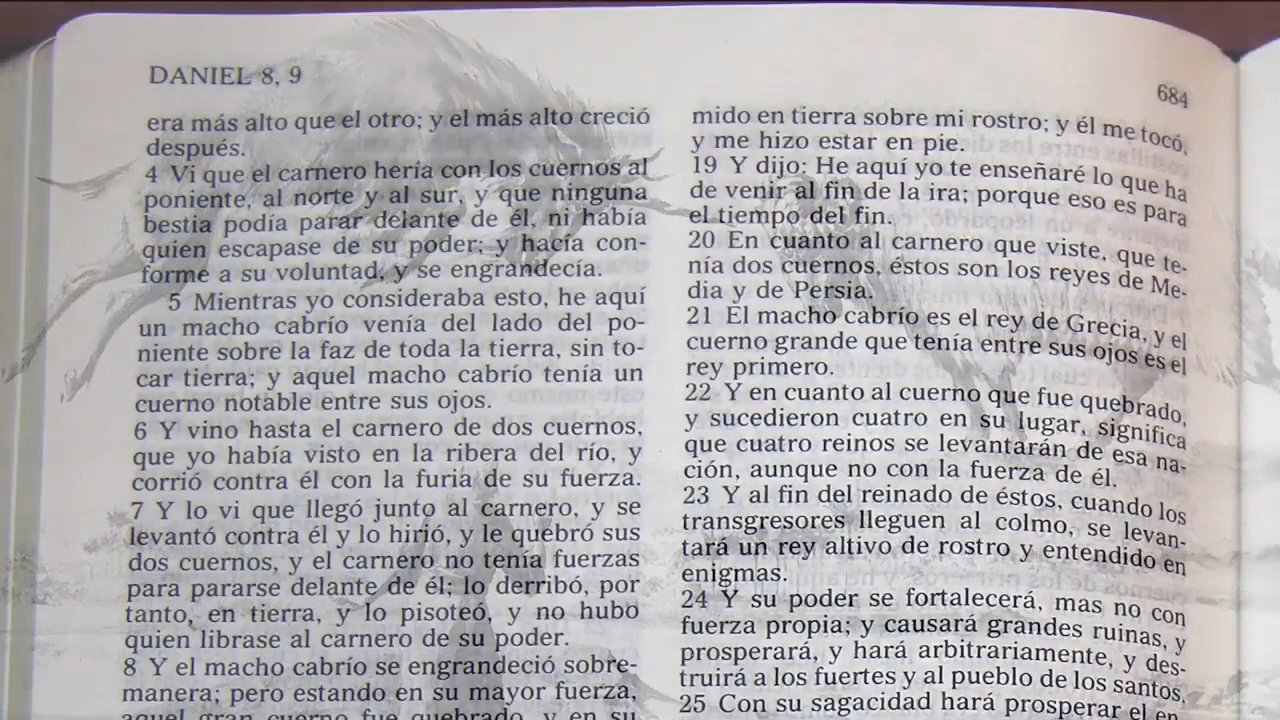 DANIEL 8, 9
684
era más alto que el otro; y el más alto creció
después.
4 Vi que el carnero hería con los cuernos al
poniente, al norte y al sur, y que ninguna
bestia podía parar delante de él, ni había
quien escapase de su poder; y hacía con-
forme a su voluntad, y se engrandecía.
5 Mientras yo consideraba esto, he aquí
un macho cabrío venía del lado del po-
niente sobre la faz de toda la tierra, sin to-
car tierra; y aquel macho cabrío tenía un
cuerno notable entre sus ojos.
6 Y vino hasta el carnero de dos cuernos,
que yo había visto en la ribera del río, y
corrió contra él con la furia de su fuerza.
7 Y lo vi que llegó junto al carnero, y se
levantó contra él y lo hirió, y le quebró sus
dos cuernos, y el carnero no tenía fuerzas
para pararse delante de él; lo derribó, por
tanto, en tierra, y lo pisoteó, y no hubo
quien librase al carnero de su poder.
8 Y el macho cabrío se engrandeció sobre-
manera; pero estando en su mayor fuerza,
aquel gran cuerno fue quebrado, y en su
mido en tierra sobre mi rostro; y él me tocó,
y me hizo estar en pie.
19 Y dijo: He aquí yo te enseñaré lo que ha
de venir al fin de la ira; porque eso es para
el tiempo del fin.
20 En cuanto al carnero que viste, que te-
nía dos cuernos, éstos son los reyes de Me-
dia y de Persia.
21 El macho cabrío es el rey de Grecia, y el
cuerno grande que tenía entre sus ojos es el
rey primero.
22 Y en cuanto al cuerno que fue quebrado,
y sucedieron cuatro en su lugar, significa
que cuatro reinos se levantarán de esa na-
ción, aunque no con la fuerza de él.
23 Y al fin del reinado de éstos, cuando los
transgresores lleguen al colmo, se levan-
tará un rey altivo de rostro y entendido en
enigmas.
24 Y su poder se fortalecerá, mas no con
fuerza propia; y causará grandes ruinas, y
prosperará, y hará arbitrariamente, y des-
truirá a los fuertes y al pueblo de los santos.
25 Con su sagacidad hará prosperar el en